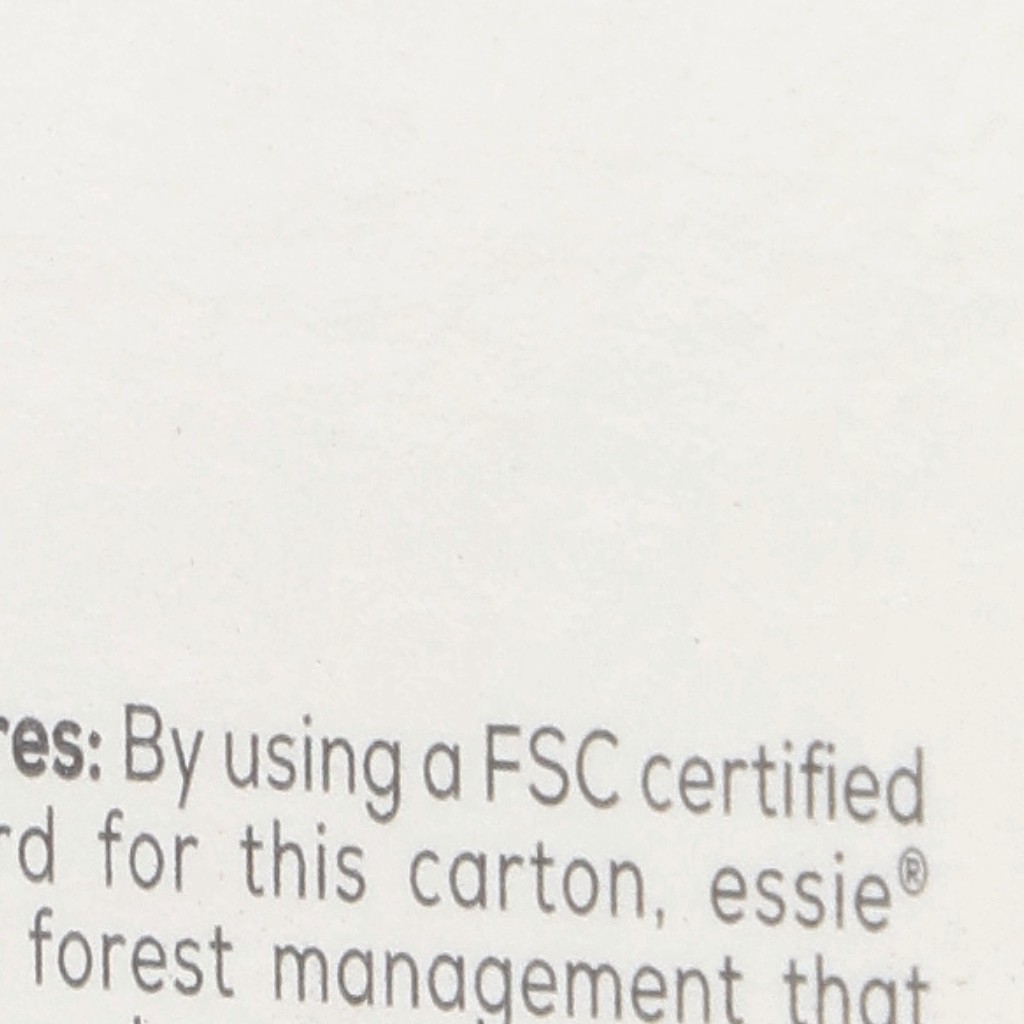 res: By using a FSC certified
rd for this carton, essie®
forest management that